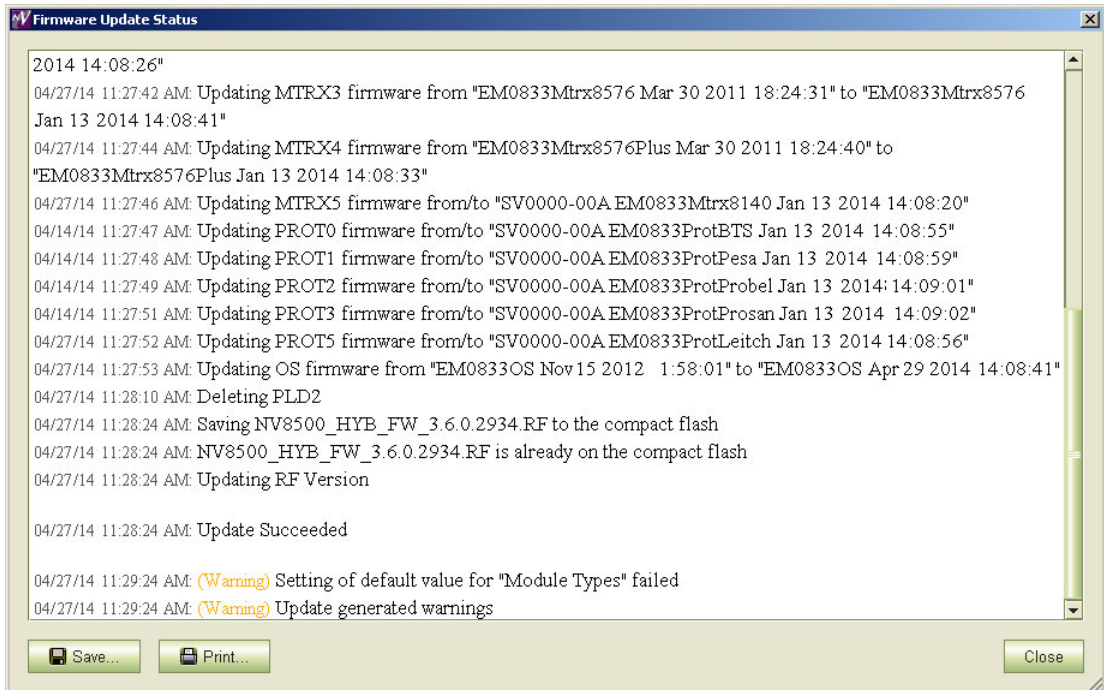 Firmware Update Status
2014 14:08:26"
04/27/14 11:27:42 AM: Updating MTRX3 firmware from "EM0833Mtrx8576 Mar 30 2011 18:24:31" to "EM0833Mtrx8576
Jan 13 2014 14:08:41"
04/27/14 11:27:44 AM: Updating MTRX4 firmware from "EM0833Mtrx8576Plus Mar 30 2011 18:24:40" to
"EM0833Mtrx8576Plus Jan 13 2014 14:08:33"
04/27/14 11:27:46 AM: Updating MTRX5 firmware from/to "SV0000-00A EM0833Mtrx8140 Jan 13 2014 14:08:20"
04/14/14 11:27:47 AM: Updating PROT0 firmware from/to "SV0000-00A EM0833ProtBTS Jan 13 2014 14:08:55"
04/14/14 11:27:48 AM: Updating PROT1 firmware from/to "SV0000-00A EM0833ProtPesa Jan 13 2014 14:08:59"
04/14/14 11:27:49 AM: Updating PROT2 firmware from/to "SV0000-00A EM0833ProtProbel Jan 13 2014: 14:09:01"
04/14/14 11:27:51 AM: Updating PROT3 firmware from/to "SV0000-00A EM0833ProtProsan Jan 13 2014 14:09:02"
04/27/14 11:27:52 AM: Updating PROT5 firmware from/to "SV0000-00A EM0833ProtLeitch Jan 13 2014 14:08:56"
04/27/14 11:27:53 AM: Updating OS firmware from "EM0833OS Nov 15 2012 1:58:01" to "EM0833OS Apr 29 2014 14:08:41"
04/27/14 11:28:10 AM: Deleting PLD2
04/27/14 11:28:24 AM: Saving NV8500_HYB_FW_3.6.0.2934.RF to the compact flash
04/27/14 11:28:24 AM: NV8500_HYB_FW_3.6.0.2934.RF is already on the compact flash
04/27/14 11:28:24 AM: Updating RF Version
04/27/14 11:28:24 AM: Update Succeeded
04/27/14 11:29:24 AM: (Warning) Setting of default value for "Module Types" failed
04/27/14 11:29:24 AM: (Warning) Update generated warnings
Save... Print... Close